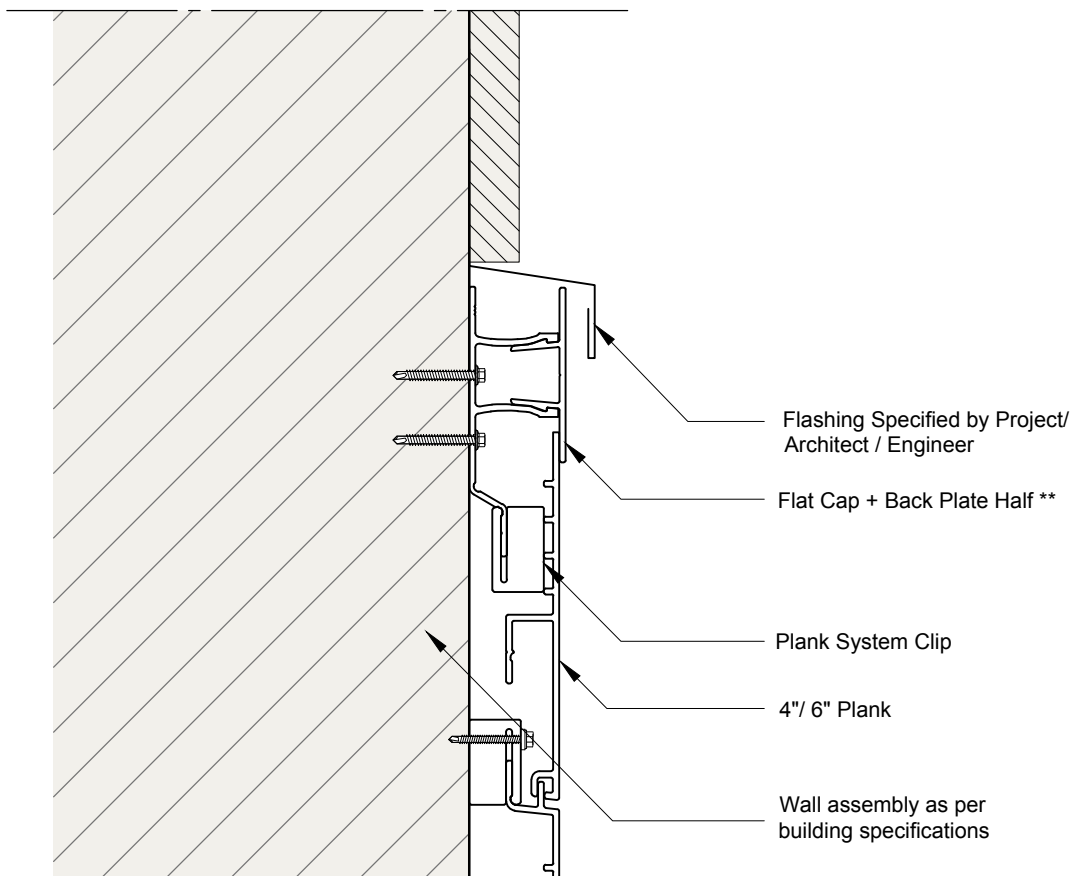 Flashing Specified by Project/
Architect / Engineer
Flat Cap + Back Plate Half **
Plank System Clip
4"/ 6" Plank
Wall assembly as per
building specifications